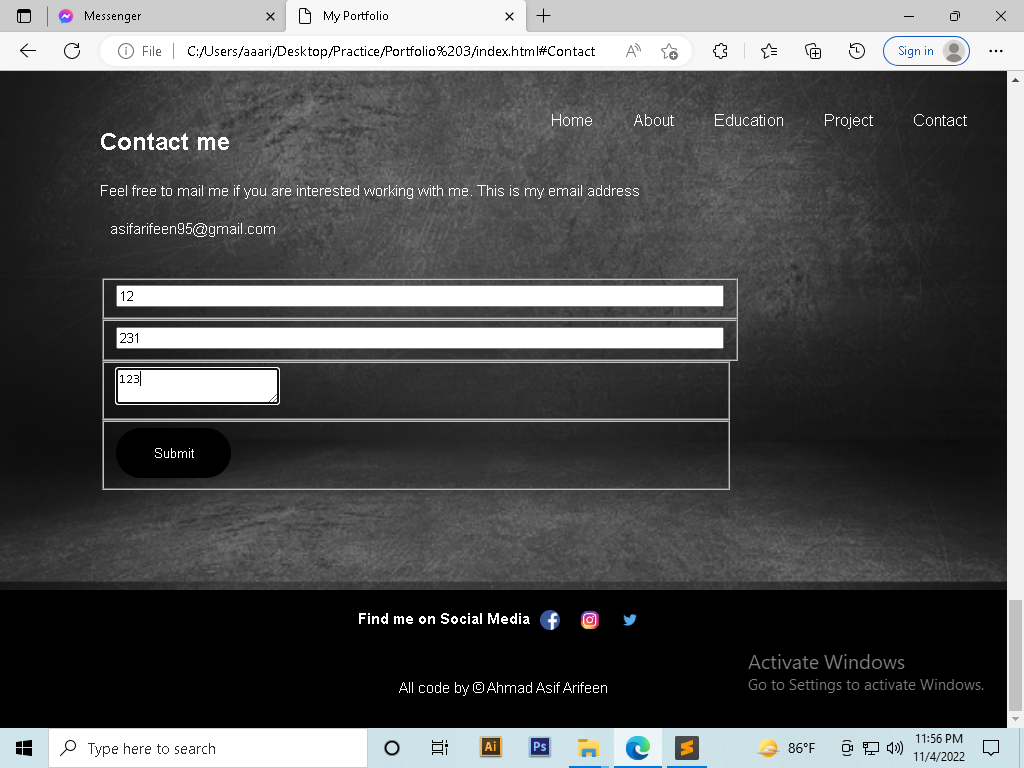 Messenger
My Portfolio
File
C:/Users/aaari/Desktop/Practice/Portfolio%203/index.html#Contact
Sign in
Home
About
Education
Project
Contact
Contact me
Feel free to mail me if you are interested working with me. This is my email address
asifarifeen95@gmail.com
12
231
123
Submit
Find me on Social Media
Activate Windows
Go to Settings to activate Windows.
All code by © Ahmad Asif Arifeen
Type here to search
Ai
Ps
86°F
11:56 PM
11/4/2022